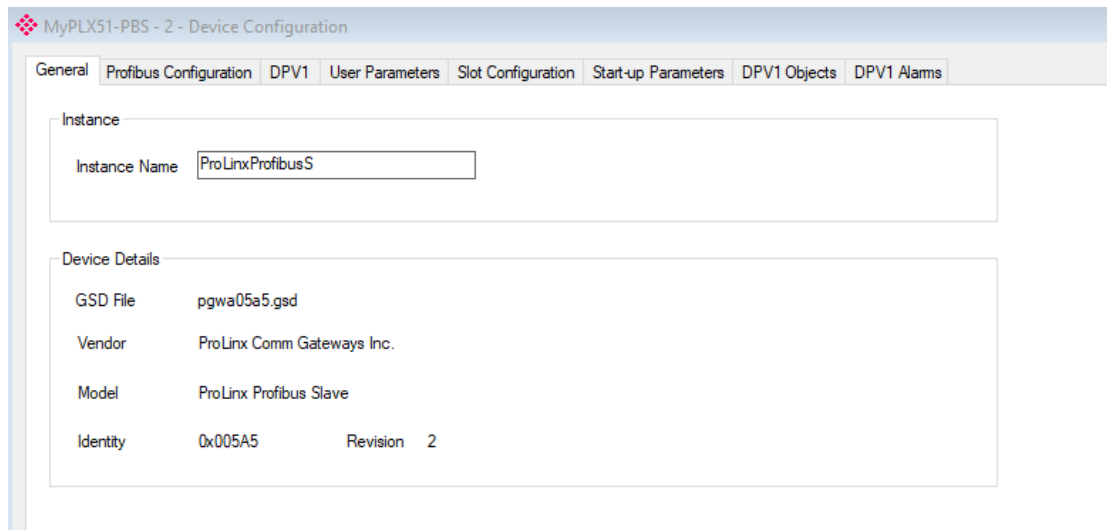 MyPLX51-PBS - 2 - Device Configuration
General Profibus Configuration DPV1 User Parameters Slot Configuration Start-up Parameters DPV1 Objects DPV1 Alarms
Instance
Instance Name ProLinxProfibusS
Device Details
GSD File pgwa05a5.gsd
Vendor ProLinx Comm Gateways Inc.
Model ProLinx Profibus Slave
Identity 0x005A5 Revision 2